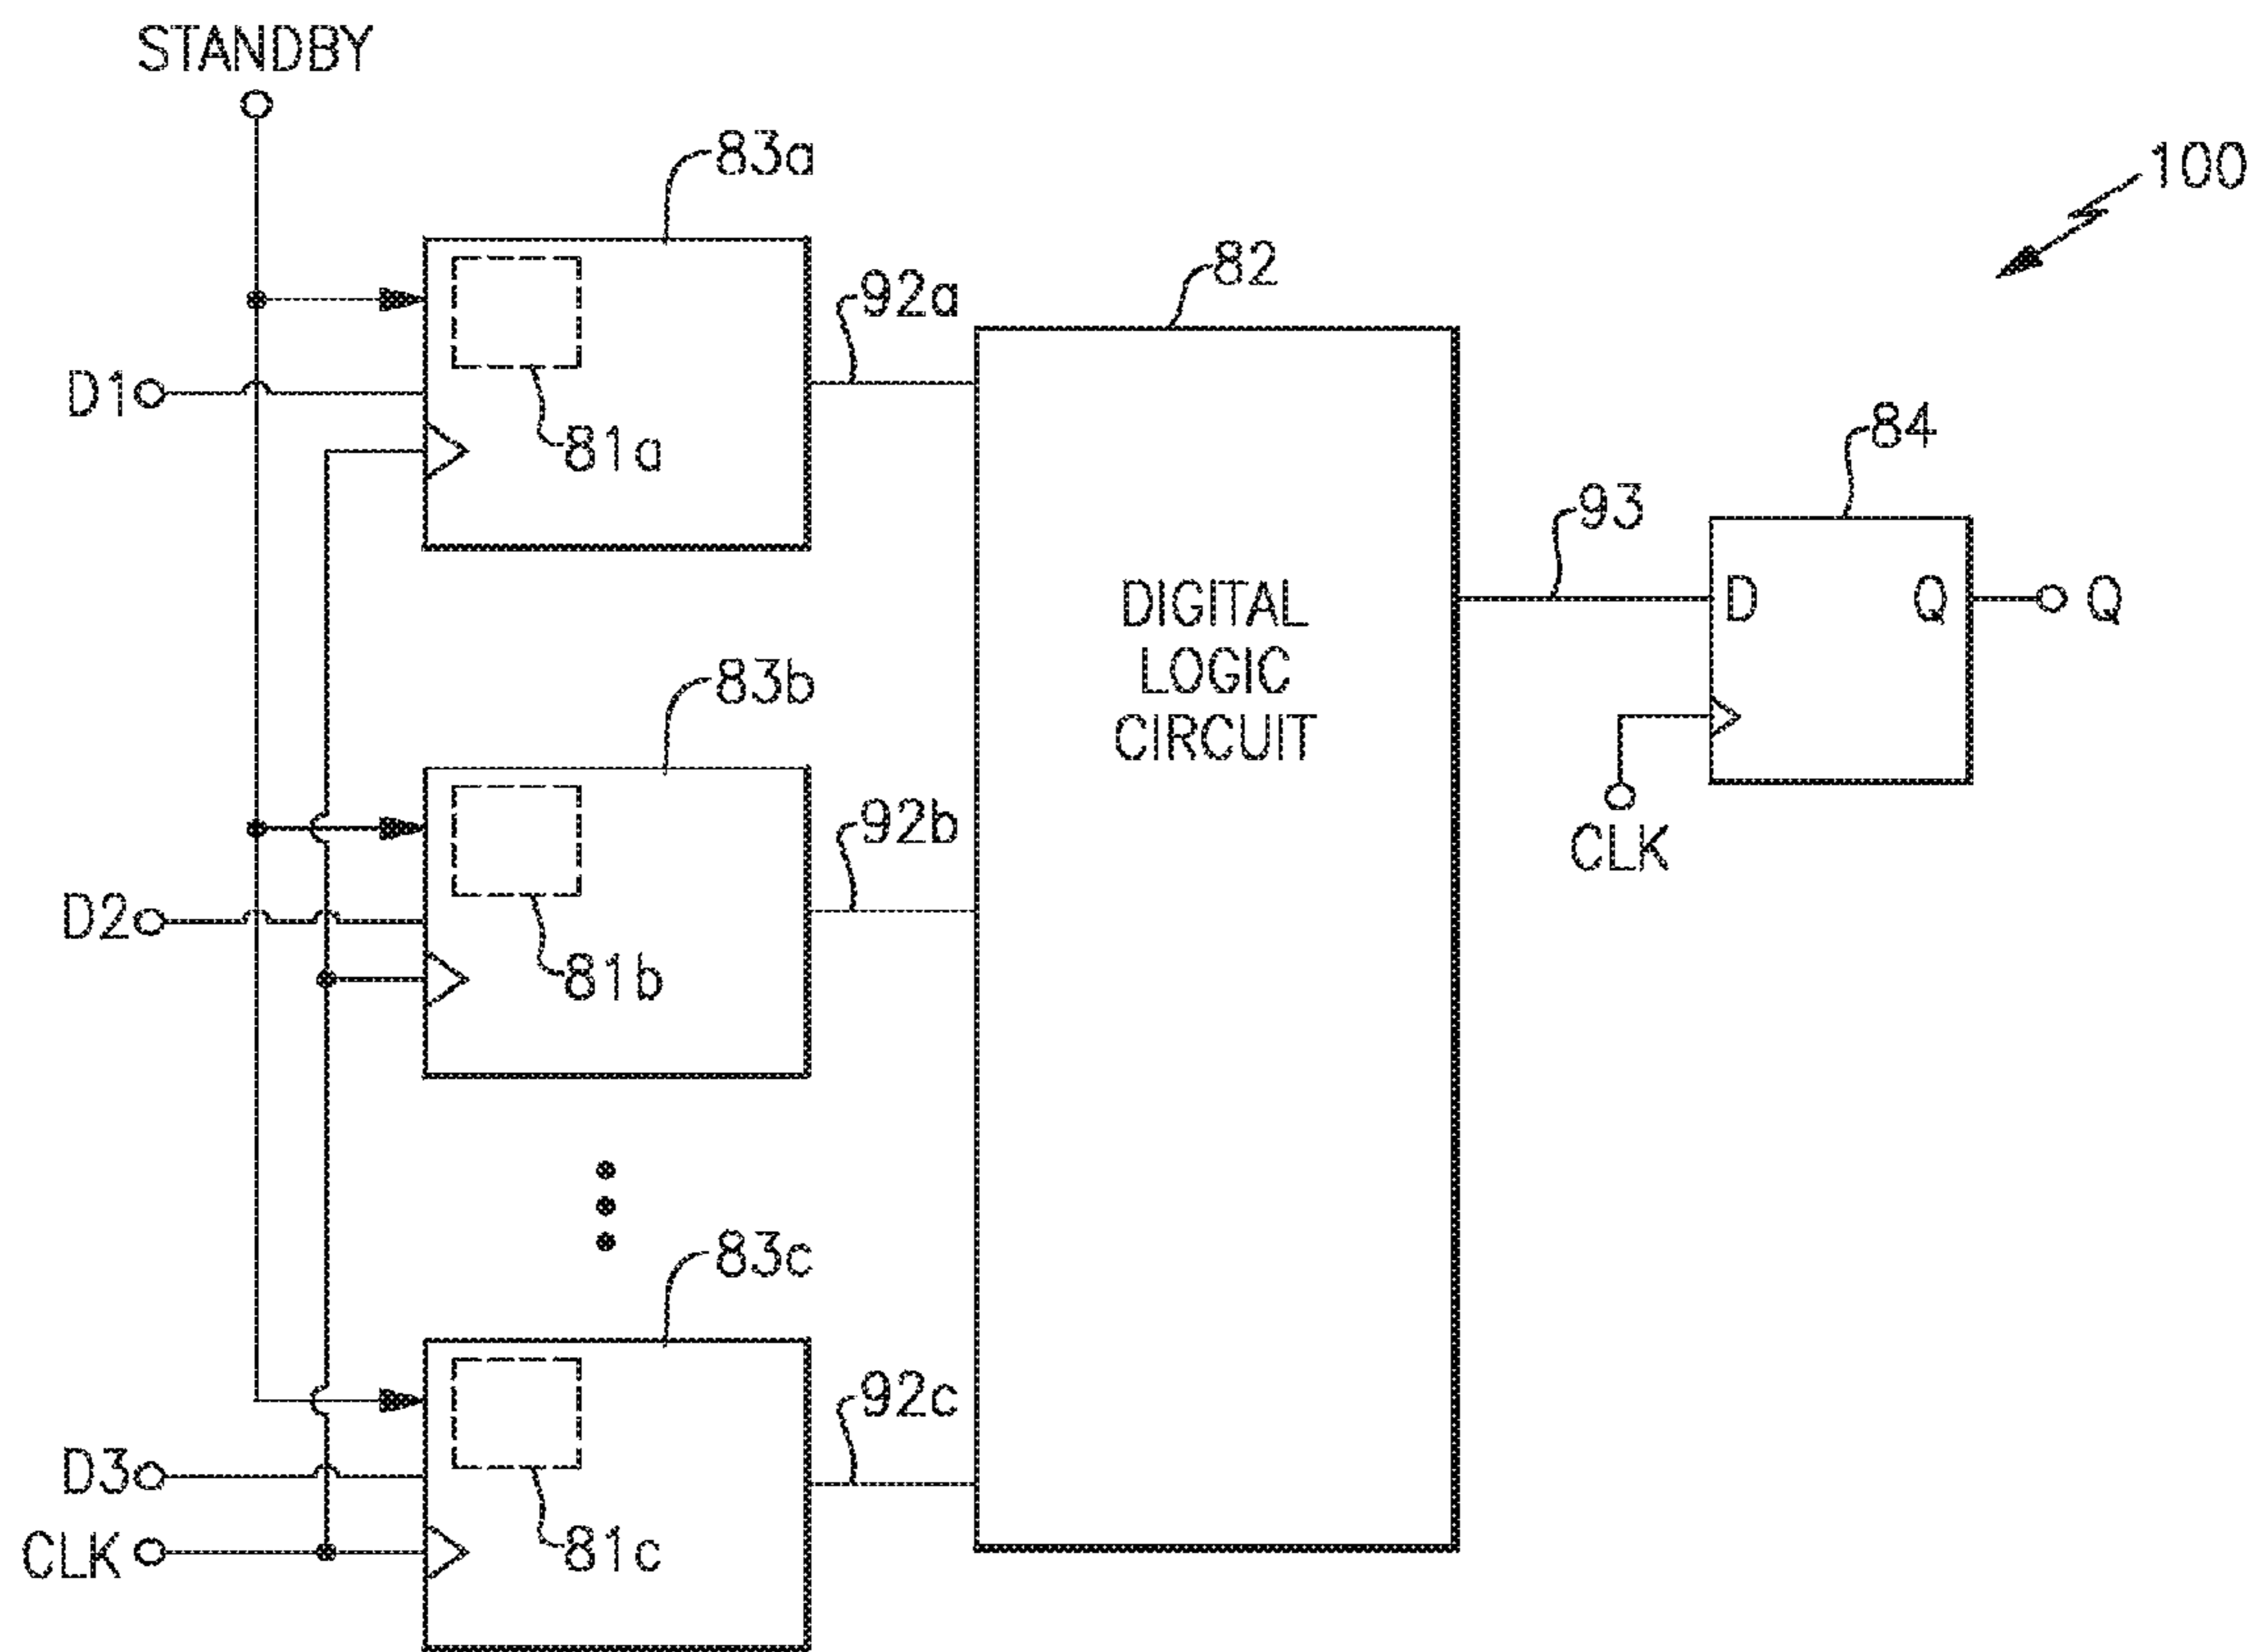 STANDBY
83a
100
82
92a
D1
81a
84
93
DIGITAL
LOGIC
CIRCUIT
D
Q
Q
83b
92b
CLK
D2
81b
83c
92c
D3
81c
CLK